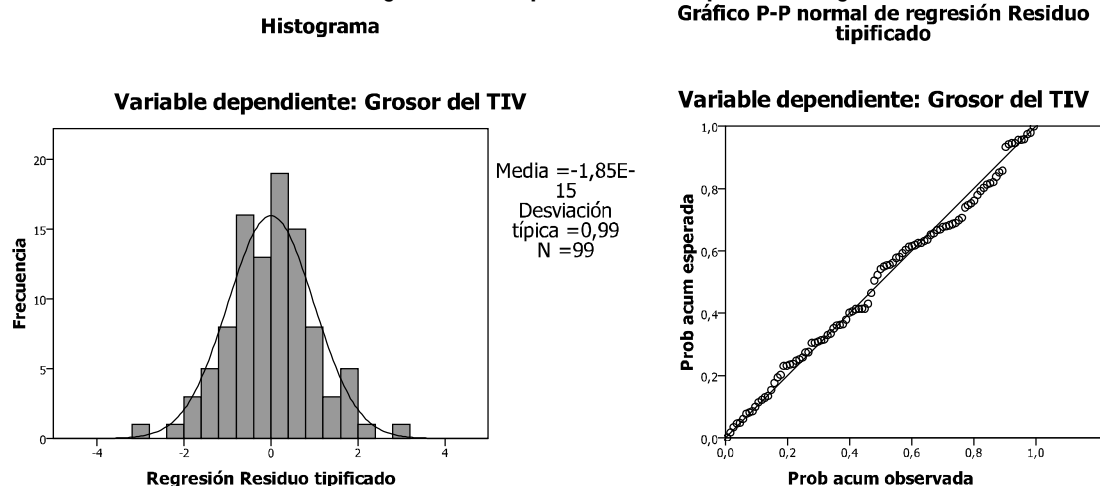 Histograma
Variable dependiente: Grosor del TIV
Frecuencia
20
15
10
5
0
-4
-2
0
2
4
Regresión Residuo tipificado
Media =-1,85E-
15
Desviación
típica =0,99
N =99
Gráfico P-P normal de regresión Residuo
tipificado
Variable dependiente: Grosor del TIV
Prob acum esperada
1,0
0,8
0,6
0,4
0,2
0,0
0,0
0,2
0,4
0,6
0,8
1,0
Prob acum observada